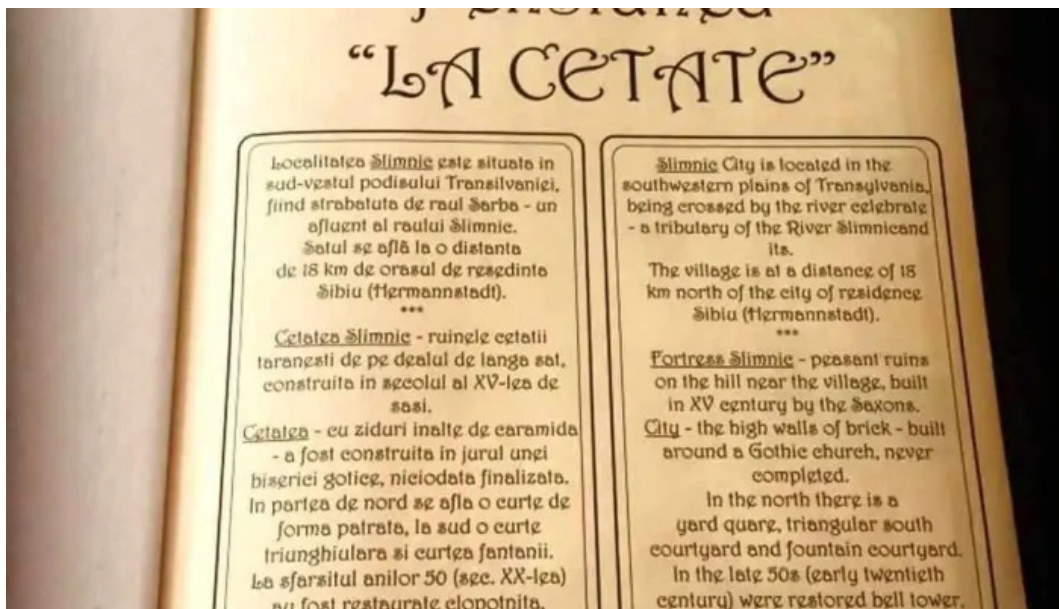 Pensiunea
“LA CETATE”
Localitatea Slimnic este situata in
sud-vestul podisului Transilvaniei,
fiind strabatuta de raul Sarba - un
afluent al raului Slimnic.
Satul se află la o distanta
de 18 km de orasul de resedinta
Sibiu (Hermannstadt).
***
Cetatea Slimnic - ruinele cetatii
taranesti de pe dealul de langa sat,
construita in secolul al XV-lea de
sasi.
Cetatea - cu ziduri inalte de caramida
- a fost construita in jurul unei
biserici gotice, niciodata finalizata.
In partea de nord se afla o curte de
forma patrata, la sud o curte
triunghiulara si curtea fantanii.
La sfarsitul anilor 50 (sec. XX-lea)
au fost restaurate clopotnita,
Slimnic City is located in the
southwestern plains of Transylvania,
being crossed by the river celebrate
- a tributary of the River Slimnicand
its.
The village is at a distance of 18
km north of the city of residence
Sibiu (Hermannstadt).
***
Fortress Slimnic - peasant ruins
on the hill near the village, built
in XV century by the Saxons.
City - the high walls of brick - built
around a Gothic church, never
completed.
In the north there is a
yard quare, triangular south
courtyard and fountain courtyard.
In the late 50s (early twentieth
century) were restored bell tower,